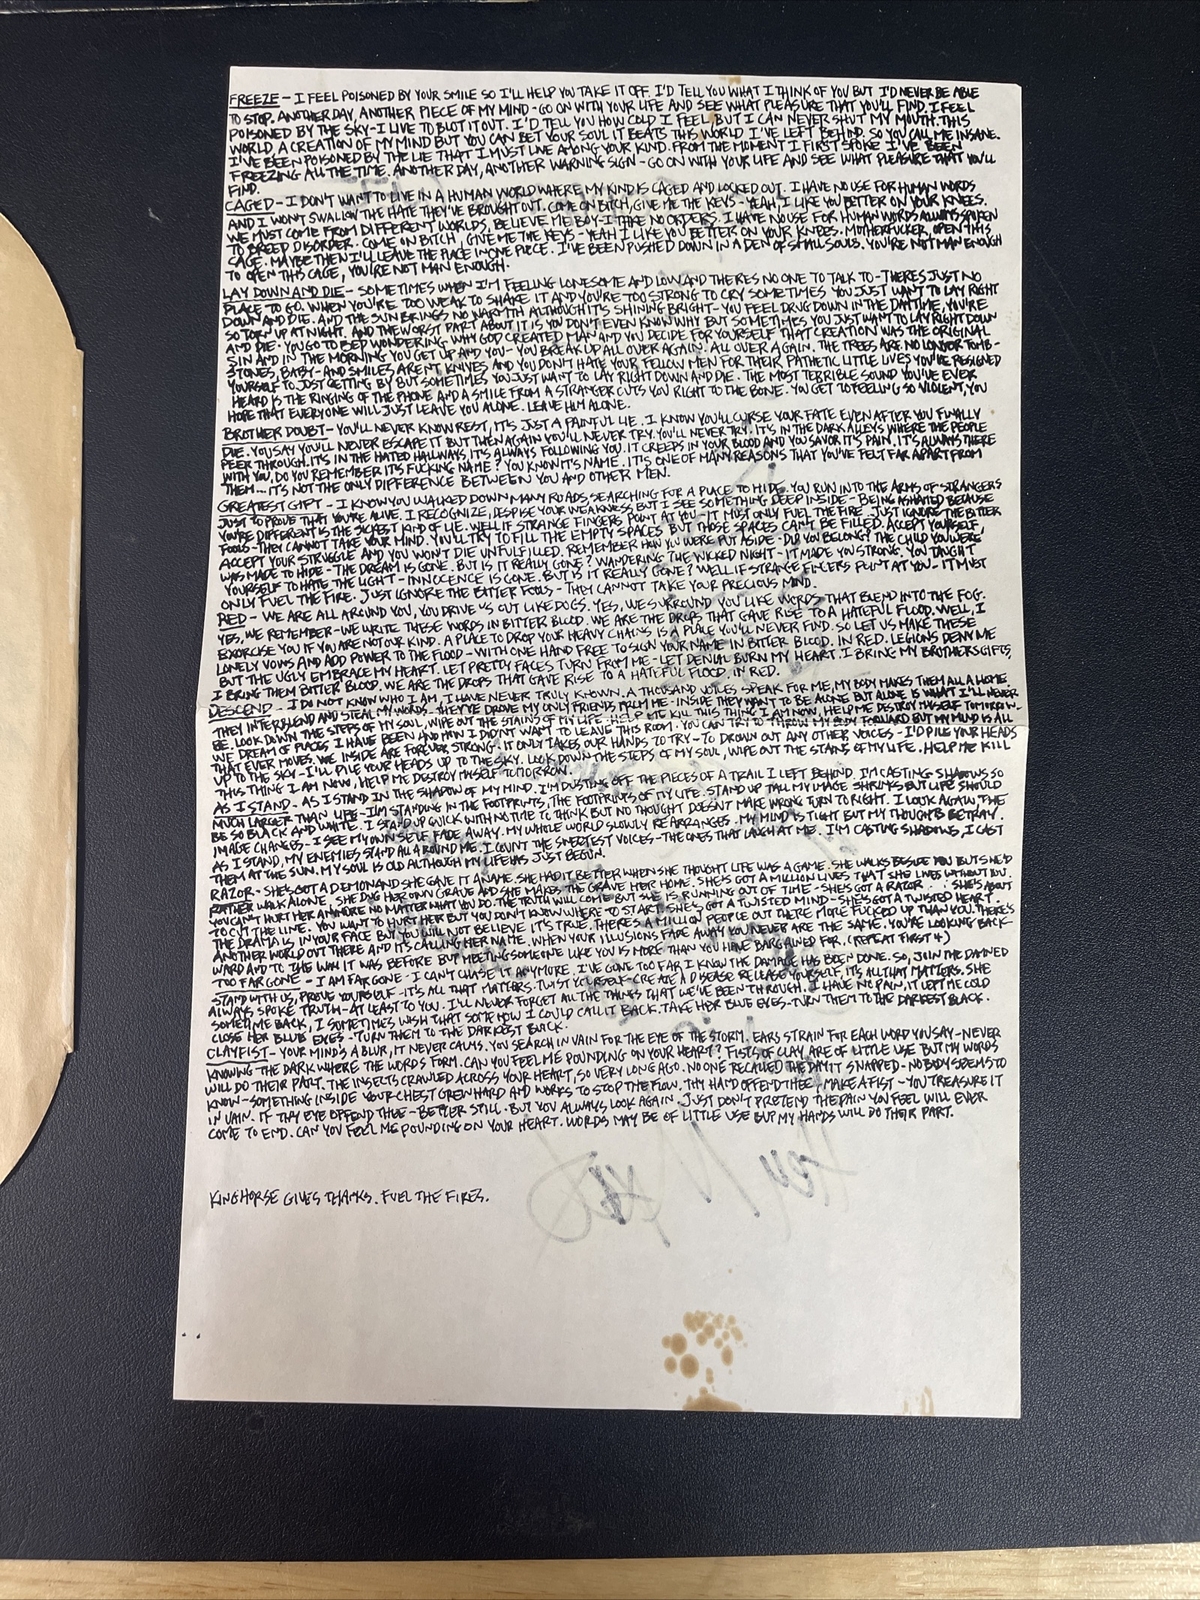 FREEZE - I FEEL POISONED BY YOUR SMILE SO I'LL HELP YOU TAKE IT OFF. I'D TELL YOU WHAT I THINK OF YOU BUT I'D NEVER BE ABLE
TO STOP. ANOTHER DAY, ANOTHER PIECE OF MY MIND - GO ON WITH YOUR LIFE AND SEE WHAT PLEASURE THAT YOU'LL FIND. I FEEL
POISONED BY THE SKY - I LIVE TO BLOT IT OUT. I'D TELL YOU HOW COLD I FEEL, BUT I CAN NEVER SHUT MY MOUTH. THIS
WORLD, A CREATION OF MY MIND BUT YOU CAN BET YOUR SOUL IT BEATS THIS WORLD I'VE LEFT BEHIND. SO YOU CALL ME INSANE.
I'VE BEEN POISONED BY THE LIE THAT I MUST LIVE AMONG YOUR KIND. FROM THE MOMENT I FIRST SPOKE I'VE BEEN
FREEZING ALL THE TIME. ANOTHER DAY, ANOTHER WARNING SIGN - GO ON WITH YOUR LIFE AND SEE WHAT PLEASURE THAT YOU'LL
FIND.
CAGED - I DON'T WANT TO LIVE IN A HUMAN WORLD WHERE MY KIND IS CAGED AND LOCKED OUT. I HAVE NO USE FOR HUMAN WORDS
AND I WON'T SWALLOW THE HATE THEY'VE BROUGHT OUT. COME ON BITCH, GIVE ME THE KEYS - YEAH I LIKE YOU BETTER ON YOUR KNEES.
WE MUST COME FROM DIFFERENT WORLDS, BELIEVE ME BOY - I TAKE NO ORDERS. I HAVE NO USE FOR HUMAN WORDS ALWAYS SPOKEN
TO BREED DISORDER. COME ON BITCH, GIVE ME THE KEYS - YEAH I LIKE YOU BETTER ON YOUR KNEES. MOTHERFUCKER, OPEN THIS
CAGE. MAYBE THEN I'LL LEAVE THE PLACE IN ONE PIECE. I'VE BEEN PUSHED DOWN IN A DEN OF SMALL SOULS. YOU'RE NOT MAN ENOUGH
TO OPEN THIS CAGE, YOU'RE NOT MAN ENOUGH.
LAY DOWN AND DIE - SOMETIMES WHEN I'M FEELING LONESOME AND LOW AND THERES NO ONE TO TALK TO - THERES JUST NO
PLACE TO GO. WHEN YOU'RE TOO WEAK TO SHAKE IT AND YOU'RE TOO STRONG TO CRY SOMETIMES YOU JUST WANT TO LAY RIGHT
DOWN AND DIE. AND THE SUN BRINGS NO WARMTH ALTHOUGH IT'S SHINING BRIGHT - YOU FEEL DRUG DOWN IN THE DAYTIME, YOU'RE
SO TORN UP AT NIGHT. AND THE WORST PART ABOUT IT IS YOU DON'T EVEN KNOW WHY BUT SOMETIMES YOU JUST WANT TO LAY RIGHT DOWN
AND DIE. YOU GO TO BED WONDERING WHY GOD CREATED MAN AND YOU DECIDE FOR YOURSELF THAT CREATION WAS THE ORIGINAL
SIN AND IN THE MORNING YOU GET UP AND YOU - YOU BREAK UP ALL OVER AGAIN. ALL OVER AGAIN. THE TREES ARE NO LONGER TOMB-
STONES, BABY - AND SMILES AREN'T KNIVES AND YOU DON'T HATE YOUR FELLOW MEN FOR THEIR PATHETIC LITTLE LIVES YOU'VE RESIGNED
YOURSELF TO JUST GETTING BY BUT SOMETIMES YOU JUST WANT TO LAY RIGHT DOWN AND DIE. THE MOST TERRIBLE SOUND YOU'VE EVER
HEARD IS THE RINGING OF THE PHONE AND A SMILE FROM A STRANGER CUTS YOU RIGHT TO THE BONE. YOU GET TO FEELING SO VIOLENT, YOU
HOPE THAT EVERYONE WILL JUST LEAVE YOU ALONE. LEAVE HIM ALONE.
BROTHER DOUBT - YOU'LL NEVER KNOW REST, IT'S JUST A PAINFUL LIE. I KNOW YOU'LL CURSE YOUR FATE EVEN AFTER YOU FINALLY
DIE. YOU SAY YOU'LL NEVER ESCAPE IT BUT THEN AGAIN YOU'LL NEVER TRY. YOU'LL NEVER TRY. IT'S IN THE DARK ALLEYS WHERE THE PEOPLE
PEER THROUGH. IT'S IN THE HATED HALLWAYS, IT'S ALWAYS FOLLOWING YOU. IT CREEPS IN YOUR BLOOD AND YOU SAVOR IT'S PAIN. IT'S ALWAYS THERE
WITH YOU, DO YOU REMEMBER IT'S FUCKING NAME? YOU KNOW IT'S NAME. IT'S ONE OF MANY REASONS THAT YOU'VE FELT FAR APART FROM
THEM... IT'S NOT THE ONLY DIFFERENCE BETWEEN YOU AND OTHER MEN.
GREATEST GIFT - I KNOW YOU WALKED DOWN MANY ROADS, SEARCHING FOR A PLACE TO HIDE. YOU RUN INTO THE ARMS OF STRANGERS
JUST TO PROVE THAT YOU'RE ALIVE. I RECOGNIZE, DESPISE YOUR WEAKNESS BUT I SEE SOMETHING DEEP INSIDE - BEING ASHAMED BECAUSE
YOU'RE DIFFERENT IS THE SICKEST KIND OF LIE. WELL IF STRANGE FINGERS POINT AT YOU - IT MUST ONLY FUEL THE FIRE. JUST IGNORE THE BITTER
FOOLS - THEY CANNOT TAKE YOUR MIND. YOU'LL TRY TO FILL THE EMPTY SPACES BUT THOSE SPACES CAN'T BE FILLED. ACCEPT YOURSELF,
ACCEPT YOUR STRUGGLE AND YOU WON'T DIE UNFULFILLED. REMEMBER HOW YOU WERE PUT ASIDE - DID YOU BELONG? THE CHILD YOU WERE
WAS MADE TO HIDE - THE DREAM IS GONE. BUT IS IT REALLY GONE? WANDERING THE WICKED NIGHT - IT MADE YOU STRONG. YOU TAUGHT
YOURSELF TO HATE THE LIGHT - INNOCENCE IS GONE. BUT IS IT REALLY GONE? WELL IF STRANGE FINGERS POINT AT YOU - IT MUST
ONLY FUEL THE FIRE. JUST IGNORE THE BITTER FOOLS - THEY CANNOT TAKE YOUR PRECIOUS MIND.
RED - WE ARE ALL AROUND YOU, YOU DRIVE US OUT LIKE DOGS. YES, WE SURROUND YOU LIKE WORDS THAT BLEND INTO THE FOG.
YES, WE REMEMBER - WE WRITE THESE WORDS IN BITTER BLOOD. WE ARE THE DROPS THAT GAVE RISE TO A HATEFUL FLOOD. WELL, I
EXORCISE YOU IF YOU ARE NOT OUR KIND. A PLACE TO DROP YOUR HEAVY CHAINS IS A PLACE YOU'LL NEVER FIND. SO LET US MAKE THESE
LONELY VOWS AND ADD POWER TO THE FLOOD - WITH ONE HAND FREE TO SIGN YOUR NAME IN BITTER BLOOD. IN RED. LEGIONS DENY ME
BUT THE UGLY EMBRACE MY HEART. LET PRETTY FACES TURN FROM ME - LET DENIAL BURN MY HEART. I BRING MY BROTHERS GIFTS,
I BRING THEM BITTER BLOOD. WE ARE THE DROPS THAT GAVE RISE TO A HATEFUL FLOOD. IN RED.
DESCEND - I DO NOT KNOW WHO I AM, I HAVE NEVER TRULY KNOWN. A THOUSAND VOICES SPEAK FOR ME, MY BODY MAKES THEM ALL A HOME.
THEY INTERBLEND AND STEAL MY WORDS. THEY'VE DROVE MY ONLY FRIENDS FROM ME - INSIDE THEY WANT TO BE ALONE BUT ALONE IS WHAT I'LL NEVER
BE. LOOK DOWN THE STEPS OF MY SOUL, WIPE OUT THE STAINS OF MY LIFE. HELP ME KILL THIS THING I AM NOW, HELP ME DESTROY MYSELF TOMORROW.
WE DREAM OF PLACES I HAVE BEEN AND HOW I DIDN'T WANT TO LEAVE THIS ROOM. YOU CAN TRY TO THROW MY BODY FORWARD BUT MY MIND IS ALL
THAT EVER MOVES. WE INSIDE ARE FOREVER STRONG. IT ONLY TAKES OUR HANDS TO TRY - TO DROWN OUT ANY OTHER VOICES - I'D PILE YOUR HEADS
UP TO THE SKY - I'LL PILE YOUR HEADS UP TO THE SKY. LOOK DOWN THE STEPS OF MY SOUL, WIPE OUT THE STAINS OF MY LIFE. HELP ME KILL
THIS THING I AM NOW, HELP ME DESTROY MYSELF TOMORROW.
AS I STAND - AS I STAND IN THE SHADOW OF MY MIND. I'M DUSTING OFF THE PIECES OF A TRAIL I LEFT BEHIND. I'M CASTING SHADOWS SO
MUCH LARGER THAN LIFE - I'M STANDING IN THE FOOTPRINTS, THE FOOTPRINTS OF MY LIFE. STAND UP TALL MY IMAGE SHRINKS BUT LIFE SHOULD
BE SO BLACK AND WHITE. I STAND UP QUICK WITH NO TIME TO THINK BUT NO THOUGHT DOESN'T MAKE WRONG TURN TO RIGHT. I LOOK AGAIN, THE
IMAGE CHANGES - I SEE MY OWN SELF FADE AWAY. MY WHOLE WORLD SLOWLY REARRANGES - MY MIND IS TIGHT BUT MY THOUGHTS BETRAY.
AS I STAND, MY ENEMIES STAND ALL AROUND ME. I COUNT THE SWEETEST VOICES - THE ONES THAT LAUGH AT ME. I'M CASTING SHADOWS, I CAST
THEM AT THE SUN. MY SOUL IS OLD ALTHOUGH MY LIFE HAS JUST BEGUN.
RAZOR - SHE'S GOT A DEMON AND SHE GAVE IT A NAME. SHE HAD IT BETTER WHEN SHE THOUGHT LIFE WAS A GAME. SHE WALKS BESIDE YOU BUT SHE'D
RATHER WALK ALONE, SHE DUG HER OWN GRAVE AND SHE MAKES THE GRAVE HER HOME. SHE'S GOT A MILLION LIVES THAT SHE LIVES WITHOUT YOU.
YOU CAN'T HURT HER ANYMORE NO MATTER WHAT YOU DO. THE TRUTH WILL COME BUT SHE IS RUNNING OUT OF TIME - SHE'S GOT A RAZOR... SHE'S ABOUT
TO CUT THE LINE. YOU WANT TO HURT HER BUT YOU DON'T KNOW WHERE TO START. SHE'S GOT A TWISTED MIND - SHE'S GOT A TWISTED HEART.
THE DRAMA IS IN YOUR FACE BUT YOU WILL NOT BELIEVE IT'S TRUE. THERES A MILLION PEOPLE OUT THERE MORE FUCKED UP THAN YOU. THERE'S
ANOTHER WORLD OUT THERE AND IT'S CALLING HER NAME. WHEN YOUR ILLUSIONS FADE AWAY YOU NEVER ARE THE SAME. YOU'RE LOOKING BACK-
WARD AND TO THE WAY IT WAS BEFORE BUT MEETING SOMEONE LIKE YOU IS MORE THAN YOU HAVE BARGAINED FOR. (REPEAT FIRST 4)
TOO FAR GONE - I AM FAR GONE - I CAN'T CHASE IT ANYMORE. I'VE GONE TOO FAR I KNOW THE DAMAGE HAS BEEN DONE. SO, JOIN THE DAMNED
STAND WITH US, PROVE YOURSELF - IT'S ALL THAT MATTERS. TWIST YOURSELF - CREATE A DISEASE RELEASE YOURSELF, IT'S ALL THAT MATTERS. SHE
ALWAYS SPOKE TRUTH - AT LEAST TO YOU. I'LL NEVER FORGET ALL THE THINGS THAT WE'VE BEEN THROUGH. I HAVE NO PAIN, IT LEFT ME COLD
SOMETIME BACK, I SOMETIMES WISH THAT SOMEHOW I COULD CALL IT BACK. TAKE HER BLUE EYES - TURN THEM TO THE DARKEST BLACK.
CLOSE HER BLUE EYES - TURN THEM TO THE DARKEST BLACK.
CLAYFIST - YOUR MIND'S A BLUR, IT NEVER CALMS. YOU SEARCH IN VAIN FOR THE EYE OF THE STORM. EARS STRAIN FOR EACH WORD YOU SAY - NEVER
KNOWING THE DARK WHERE THE WORDS FORM. CAN YOU FEEL ME POUNDING ON YOUR HEART? FISTS OF CLAY ARE OF LITTLE USE BUT MY WORDS
WILL DO THEIR PART. THE INSECTS CRAWLED ACROSS YOUR HEART, SO VERY LONG AGO. NO ONE RECALLED THE DAY IT SNAPPED - NOBODY SEEMS TO
KNOW - SOMETHING INSIDE YOUR CHEST GREW HARD AND WORKS TO STOP THE FLOW. THY HAND OFFEND THEE, I MAKE A FIST - YOU TREASURE IT
IN VAIN. IF THY EYE OFFEND THEE - BETTER STILL - BUT YOU ALWAYS LOOK AGAIN. JUST DON'T PRETEND THE PAIN YOU FEEL WILL EVER
COME TO END. CAN YOU FEEL ME POUNDING ON YOUR HEART. WORDS MAY BE OF LITTLE USE BUT MY HANDS WILL DO THEIR PART.
KINGHORSE GIVES THANKS. FUEL THE FIRES.